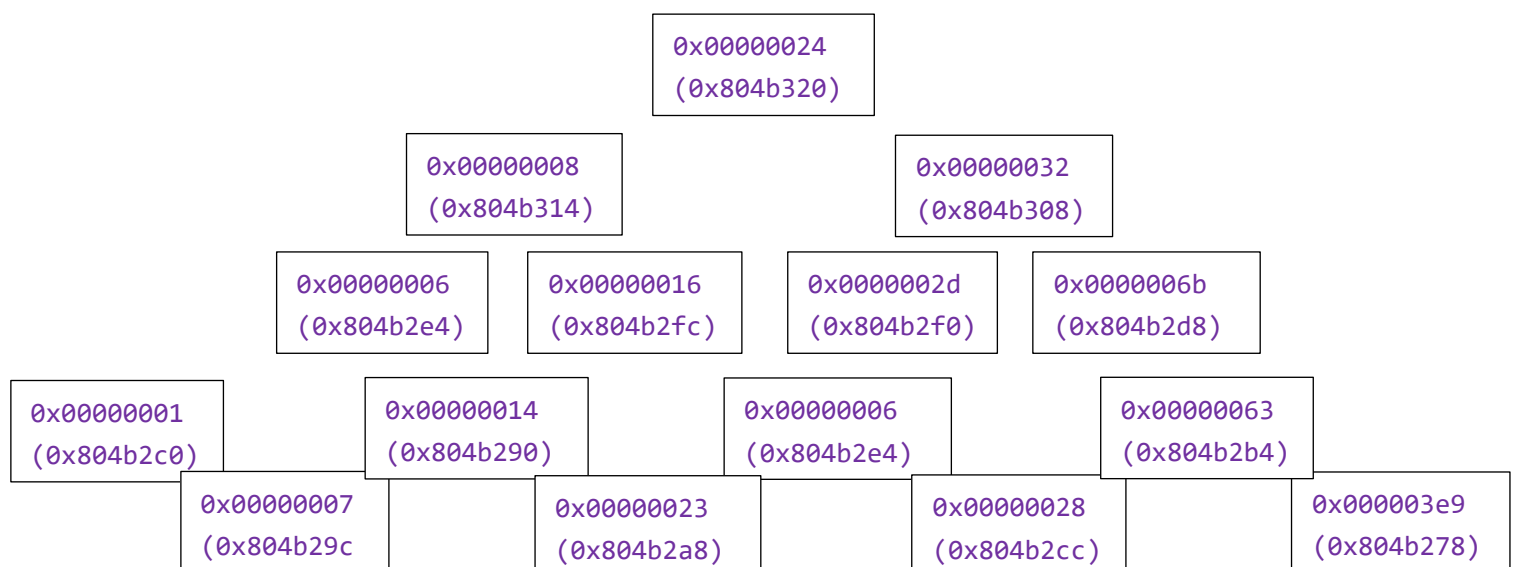 0x00000024
(0x804b320)
0x00000008
(0x804b314)
0x00000032
(0x804b308)
0x00000006
(0x804b2e4)
0x00000016
(0x804b2fc)
0x0000002d
(0x804b2f0)
0x0000006b
(0x804b2d8)
0x00000001
(0x804b2c0)
0x00000014
(0x804b290)
0x00000006
(0x804b2e4)
0x00000063
(0x804b2b4)
0x00000007
(0x804b29c
0x00000023
(0x804b2a8)
0x00000028
(0x804b2cc)
0x000003e9
(0x804b278)